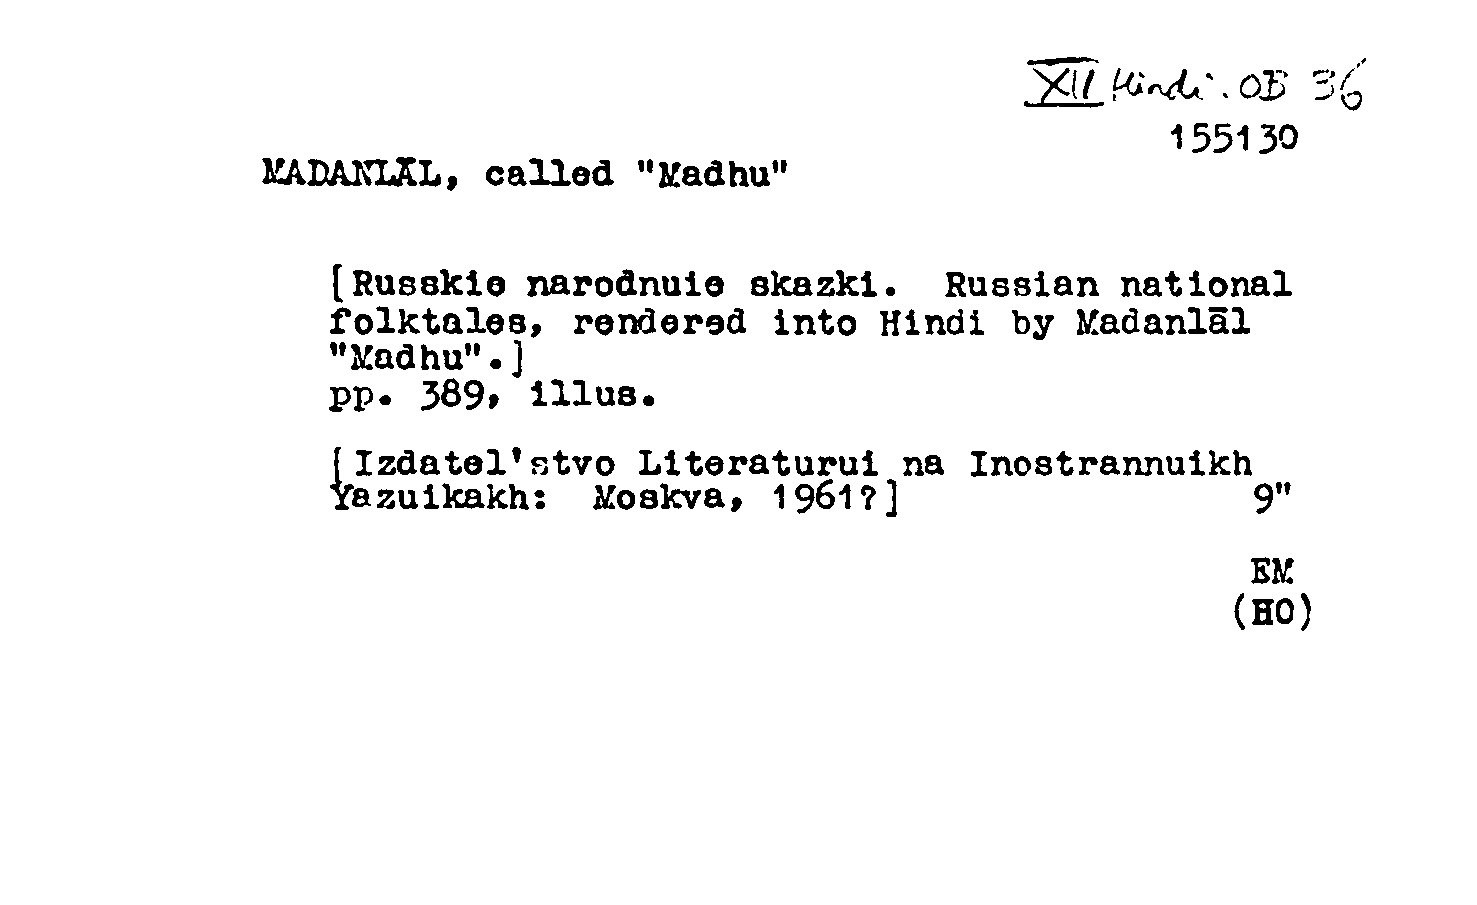 XII Hindi. OB 36
155130
MADANLĀL, called "Madhu"
[Russkie narodnuie skazki. Russian national
folktales, rendered into Hindi by Madanlāl
"Madhu".]
pp. 389, illus.
[Izdatel'stvo Literaturui na Inostrannuikh
Yazuikakh: Moskva, 1961?] 9"
EM
(HO)